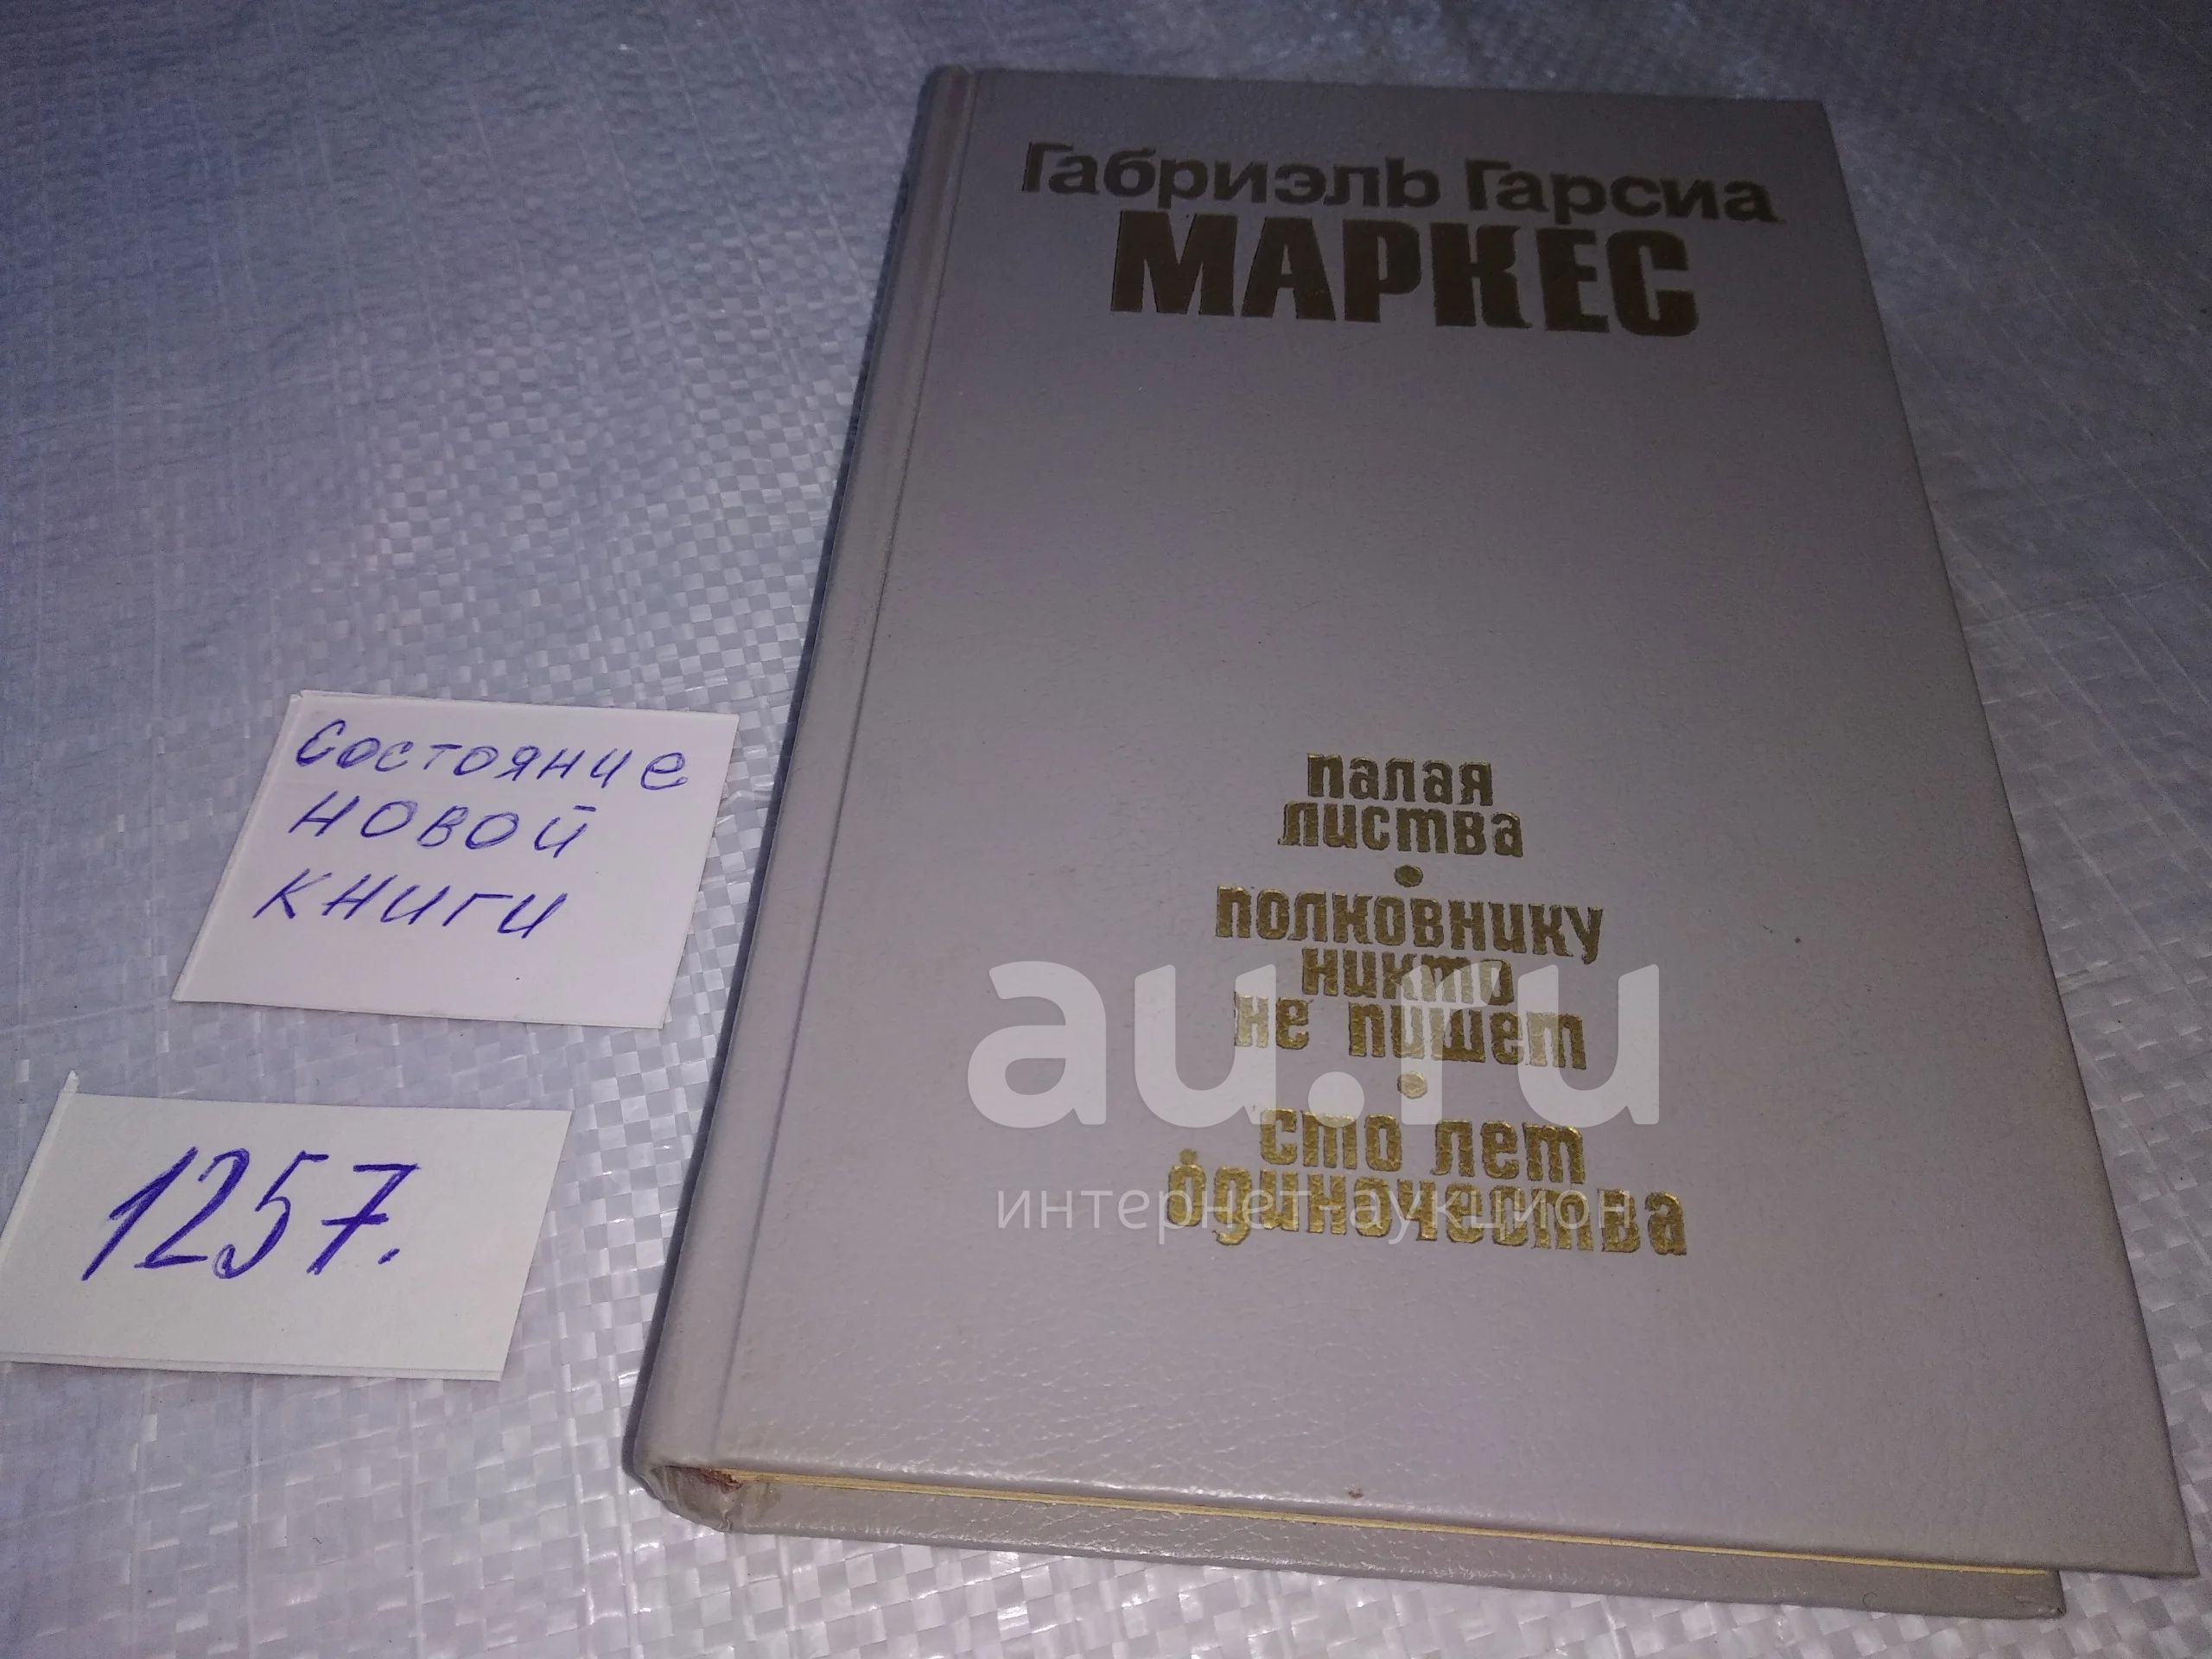 Габриэль Гарсиа
МАРКЕС
палая
листва
•
полковнику
никто
не пишет
•
сто лет
одиночества
Состояние
новой
книги
1257.
au.ru
интернет-аукцион